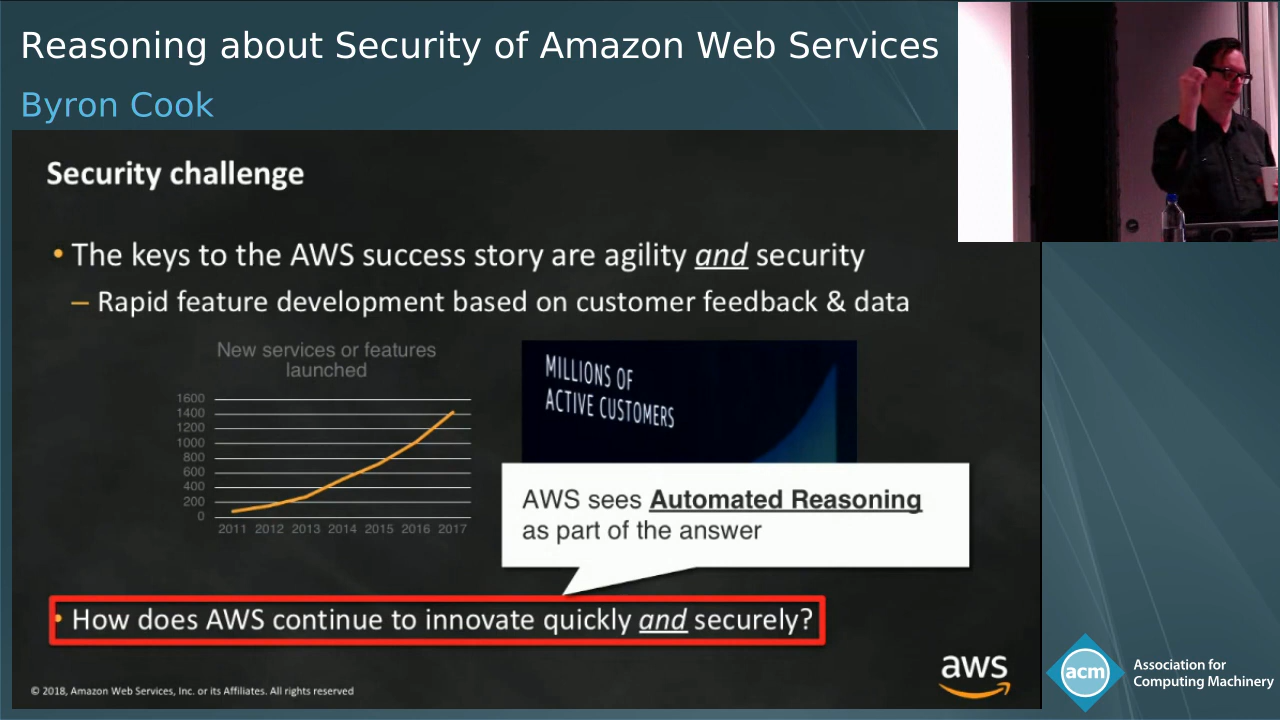 Reasoning about Security of Amazon Web Services
Byron Cook
Security challenge
• The keys to the AWS success story are agility and security
– Rapid feature development based on customer feedback & data
New services or features
launched
1600
1400
1200
1000
800
600
400
200
0
2011 2012 2013 2014 2015 2016 2017
MILLIONS OF
ACTIVE CUSTOMERS
AWS sees Automated Reasoning
as part of the answer
• How does AWS continue to innovate quickly and securely?
© 2018, Amazon Web Services, Inc. or its Affiliates. All rights reserved
aws
acm
Association for
Computing Machinery